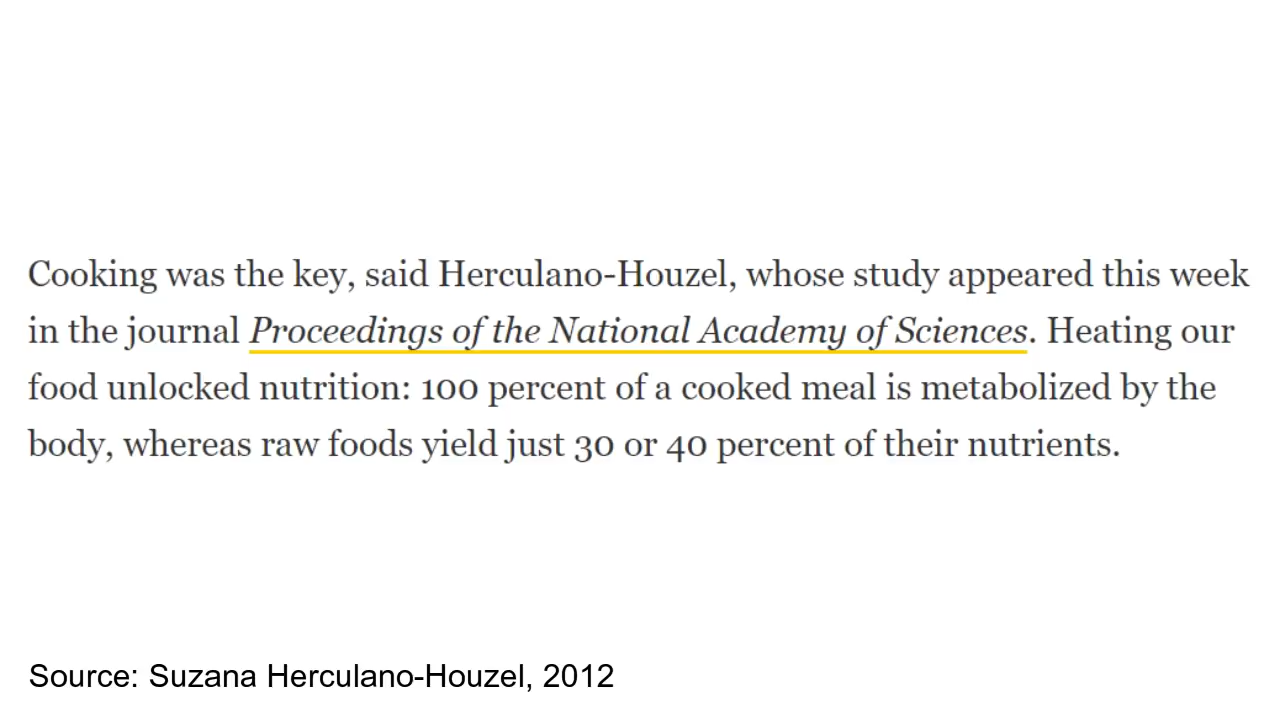 Cooking was the key, said Herculano-Houzel, whose study appeared this week
in the journal Proceedings of the National Academy of Sciences. Heating our
food unlocked nutrition: 100 percent of a cooked meal is metabolized by the
body, whereas raw foods yield just 30 or 40 percent of their nutrients.
Source: Suzana Herculano-Houzel, 2012